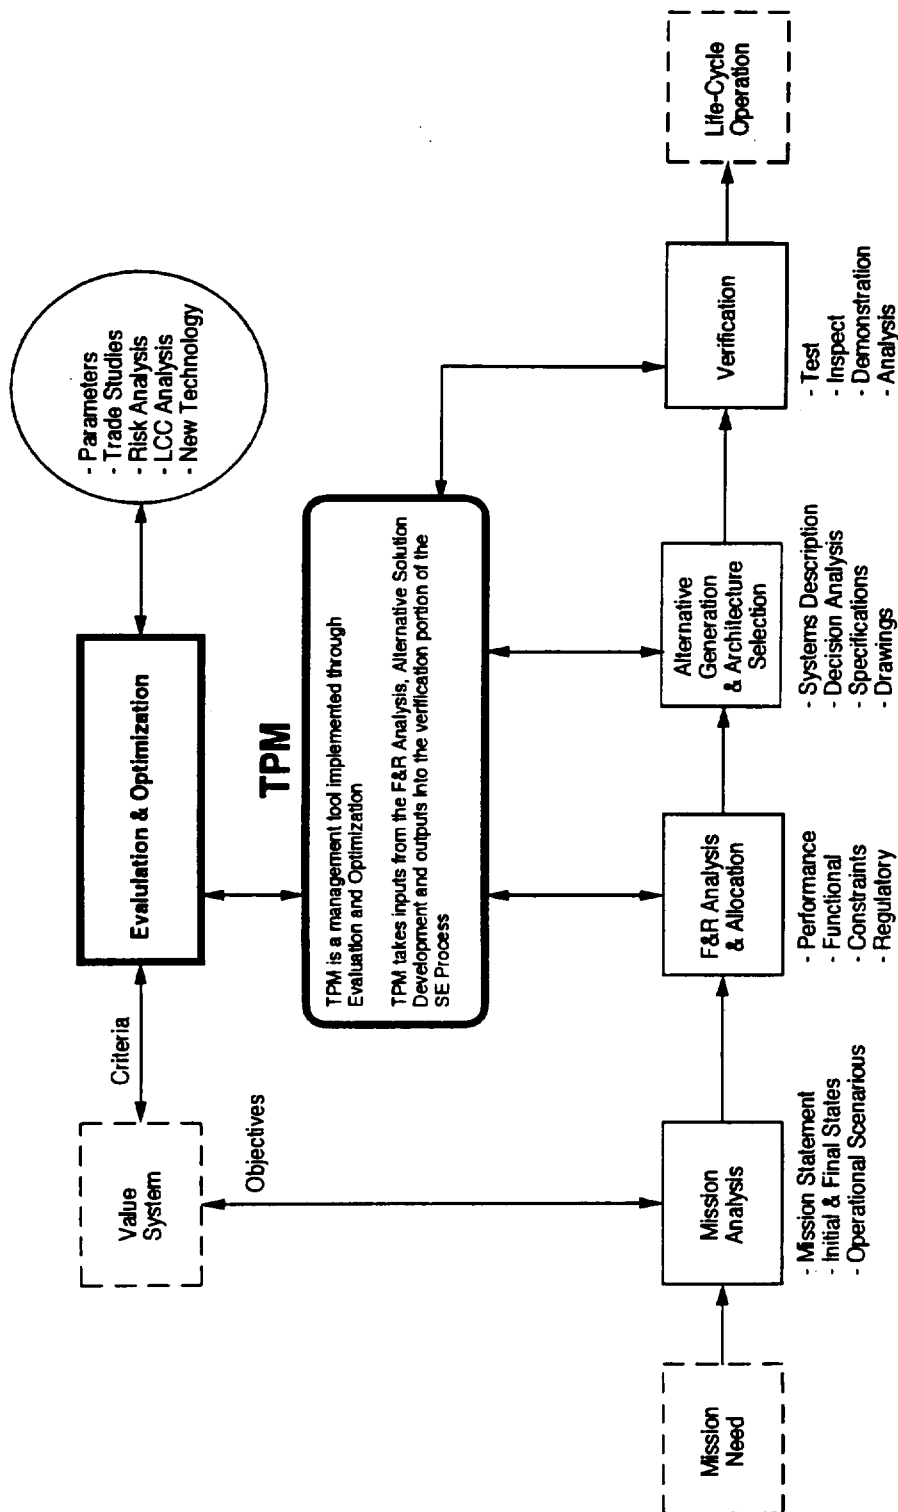 Value
System
Criteria
Evalulation & Optimization
- Parameters
- Trade Studies
- Risk Analysis
- LCC Analysis
- New Technology
Objectives
TPM
TPM is a management tool implemented through
Evaluation and Optimization
TPM takes inputs from the F&R Analysis, Alternative Solution
Development and outputs into the verification portion of the
SE Process
Mission
Need
Mission
Analysis
- Mission Statement
- Initial & Final States
- Operational Scenarious
F&R Analysis
& Allocation
- Performance
- Functional
- Constraints
- Regulatory
Alternative
Generation
& Architecture
Selection
- Systems Description
- Decision Analysis
- Specifications
- Drawings
Verification
- Test
- Inspect
- Demonstration
- Analysis
Life-Cycle
Operation